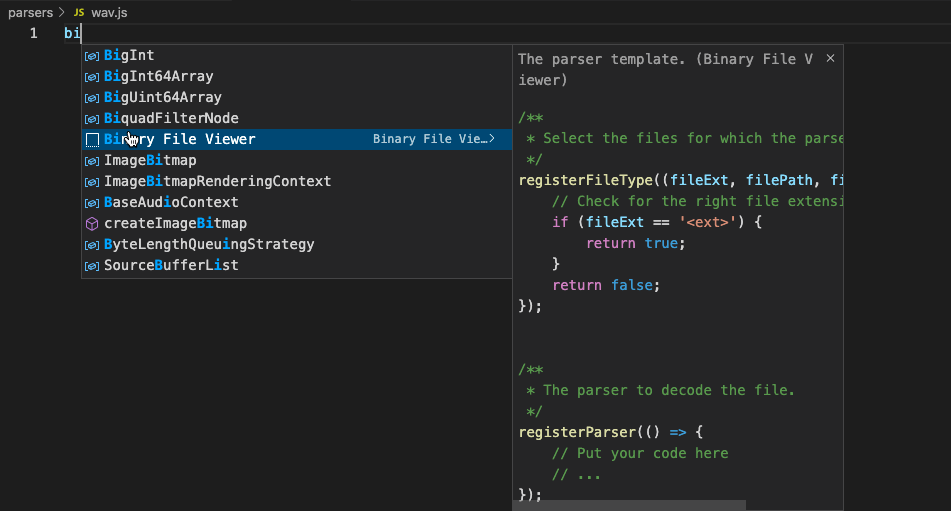 parsers > JS wav.js
1 bi
BigInt
BigInt64Array
BigUint64Array
BiquadFilterNode
Binary File Viewer Binary File Vie…>
ImageBitmap
ImageBitmapRenderingContext
BaseAudioContext
createImageBitmap
ByteLengthQueuingStrategy
SourceBufferList
The parser template. (Binary File V
iewer)
/**
 * Select the files for which the parse
 */
registerFileType((fileExt, filePath, fi
    // Check for the right file extensi
    if (fileExt == '<ext>') {
        return true;
    }
    return false;
});
/**
 * The parser to decode the file.
 */
registerParser(() => {
    // Put your code here
    // ...
});